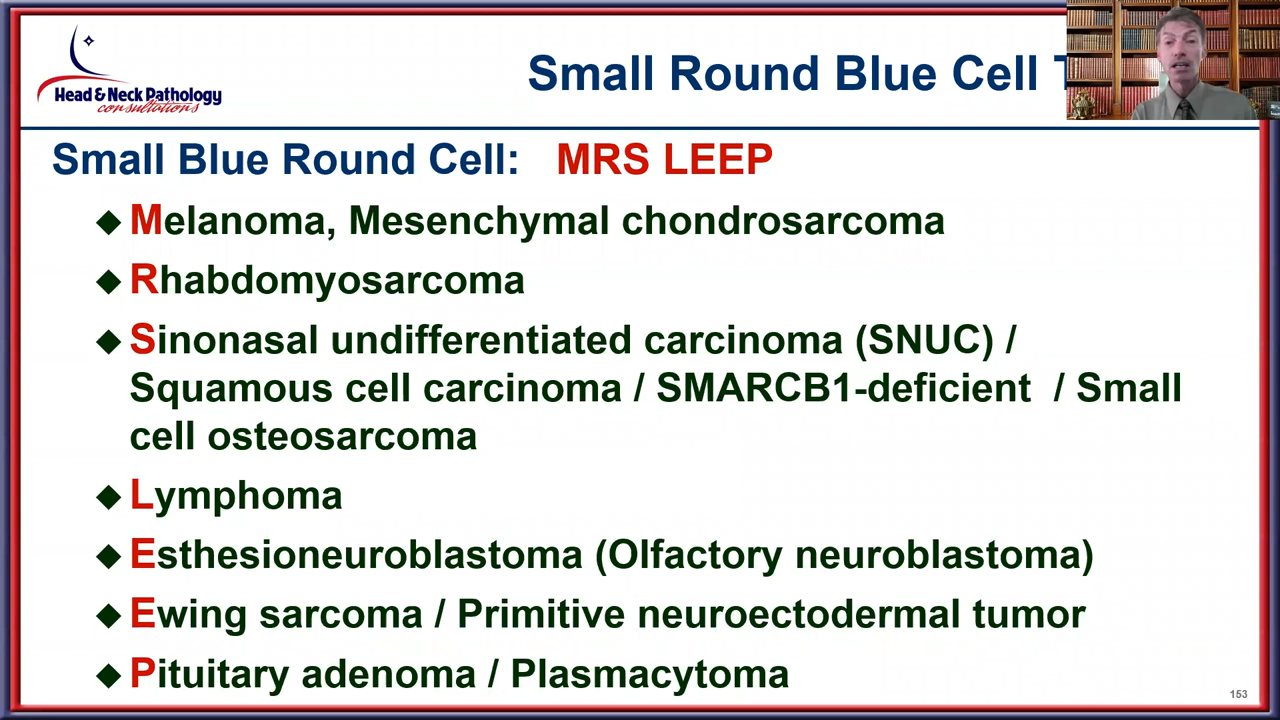 Head & Neck Pathology
consultations
Small Round Blue Cell
Small Blue Round Cell: MRS LEEP
Melanoma, Mesenchymal chondrosarcoma
Rhabdomyosarcoma
Sinonasal undifferentiated carcinoma (SNUC) /
Squamous cell carcinoma / SMARCB1-deficient / Small
cell osteosarcoma
Lymphoma
Esthesioneuroblastoma (Olfactory neuroblastoma)
Ewing sarcoma / Primitive neuroectodermal tumor
Pituitary adenoma / Plasmacytoma
153